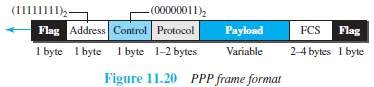 (11111111)₂ (00000011)₂
Flag Address Control Protocol Payload FCS Flag
1 byte 1 byte 1 byte 1–2 bytes Variable 2–4 bytes 1 byte
Figure 11.20 PPP frame format